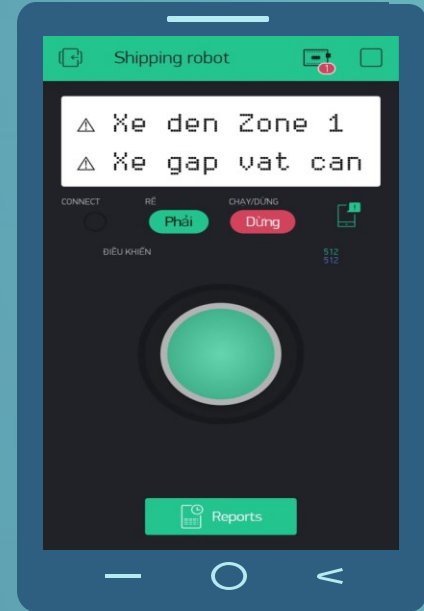 Shipping robot
1
⚠ Xe den Zone 1
⚠ Xe gap vat can
CONNECT RẼ CHẠY/DỪNG
Phải Dừng
ĐIỀU KHIỂN 512
512
Reports